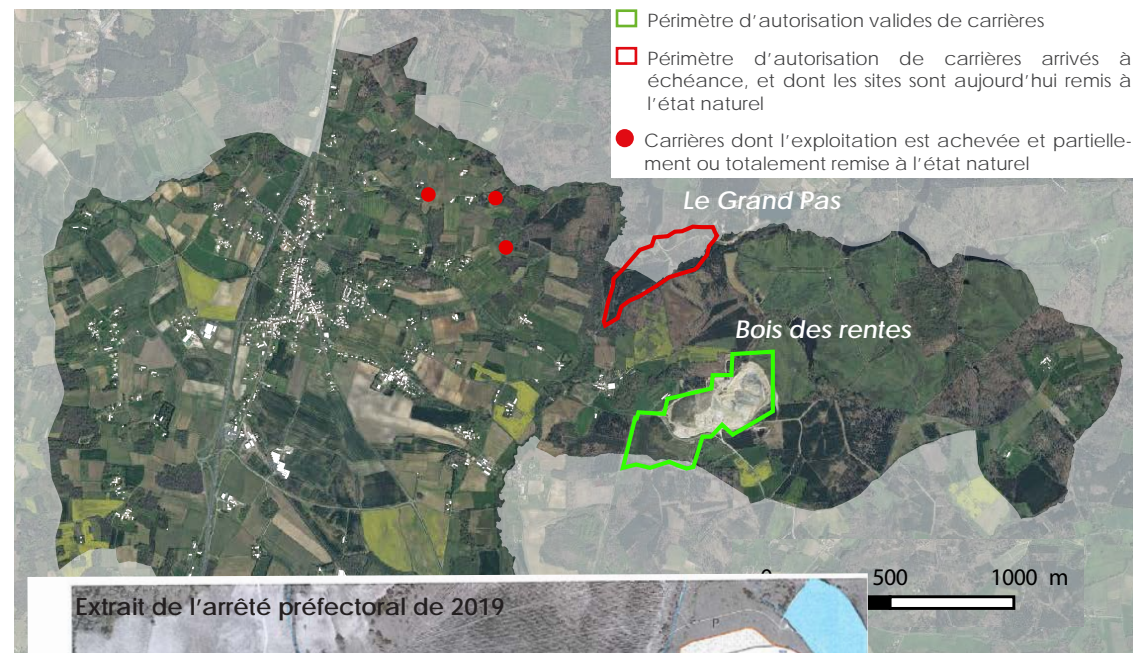 Périmètre d'autorisation valides de carrières
Périmètre d'autorisation de carrières arrivés à
échéance, et dont les sites sont aujourd'hui remis à
l'état naturel
Carrières dont l'exploitation est achevée et partielle-
ment ou totalement remise à l'état naturel
Le Grand Pas
Bois des rentes
0 500 1000 m
Extrait de l'arrêté préfectoral de 2019
P